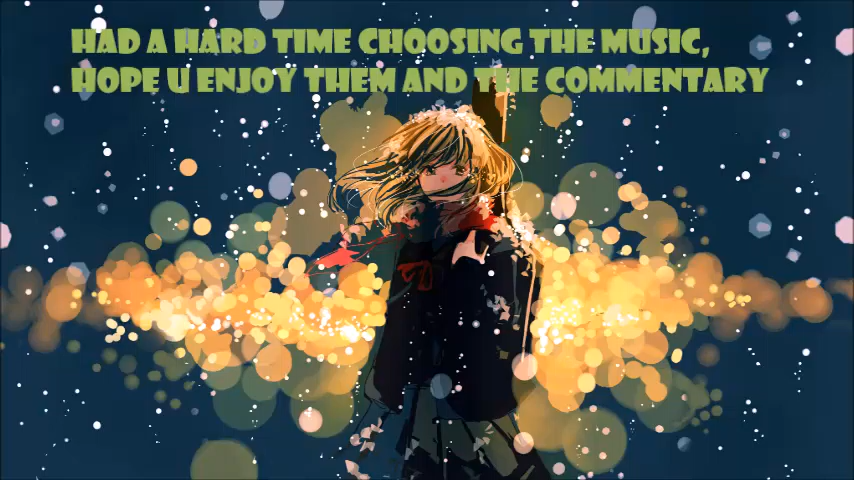 HAD A HARD TIME CHOOSING THE MUSIC,
HOPE U ENJOY THEM AND THE COMMENTARY